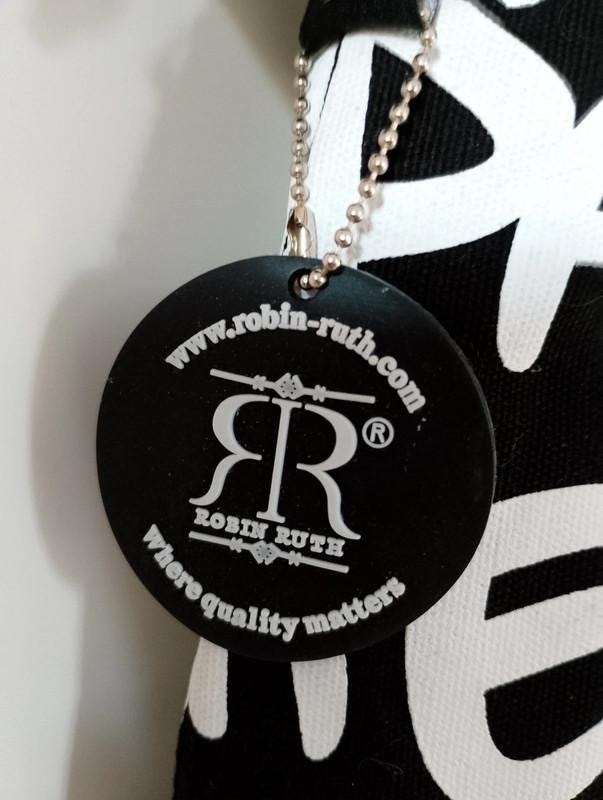 www.robin-ruth.com
RR®
ROBIN RUTH
where quality matters